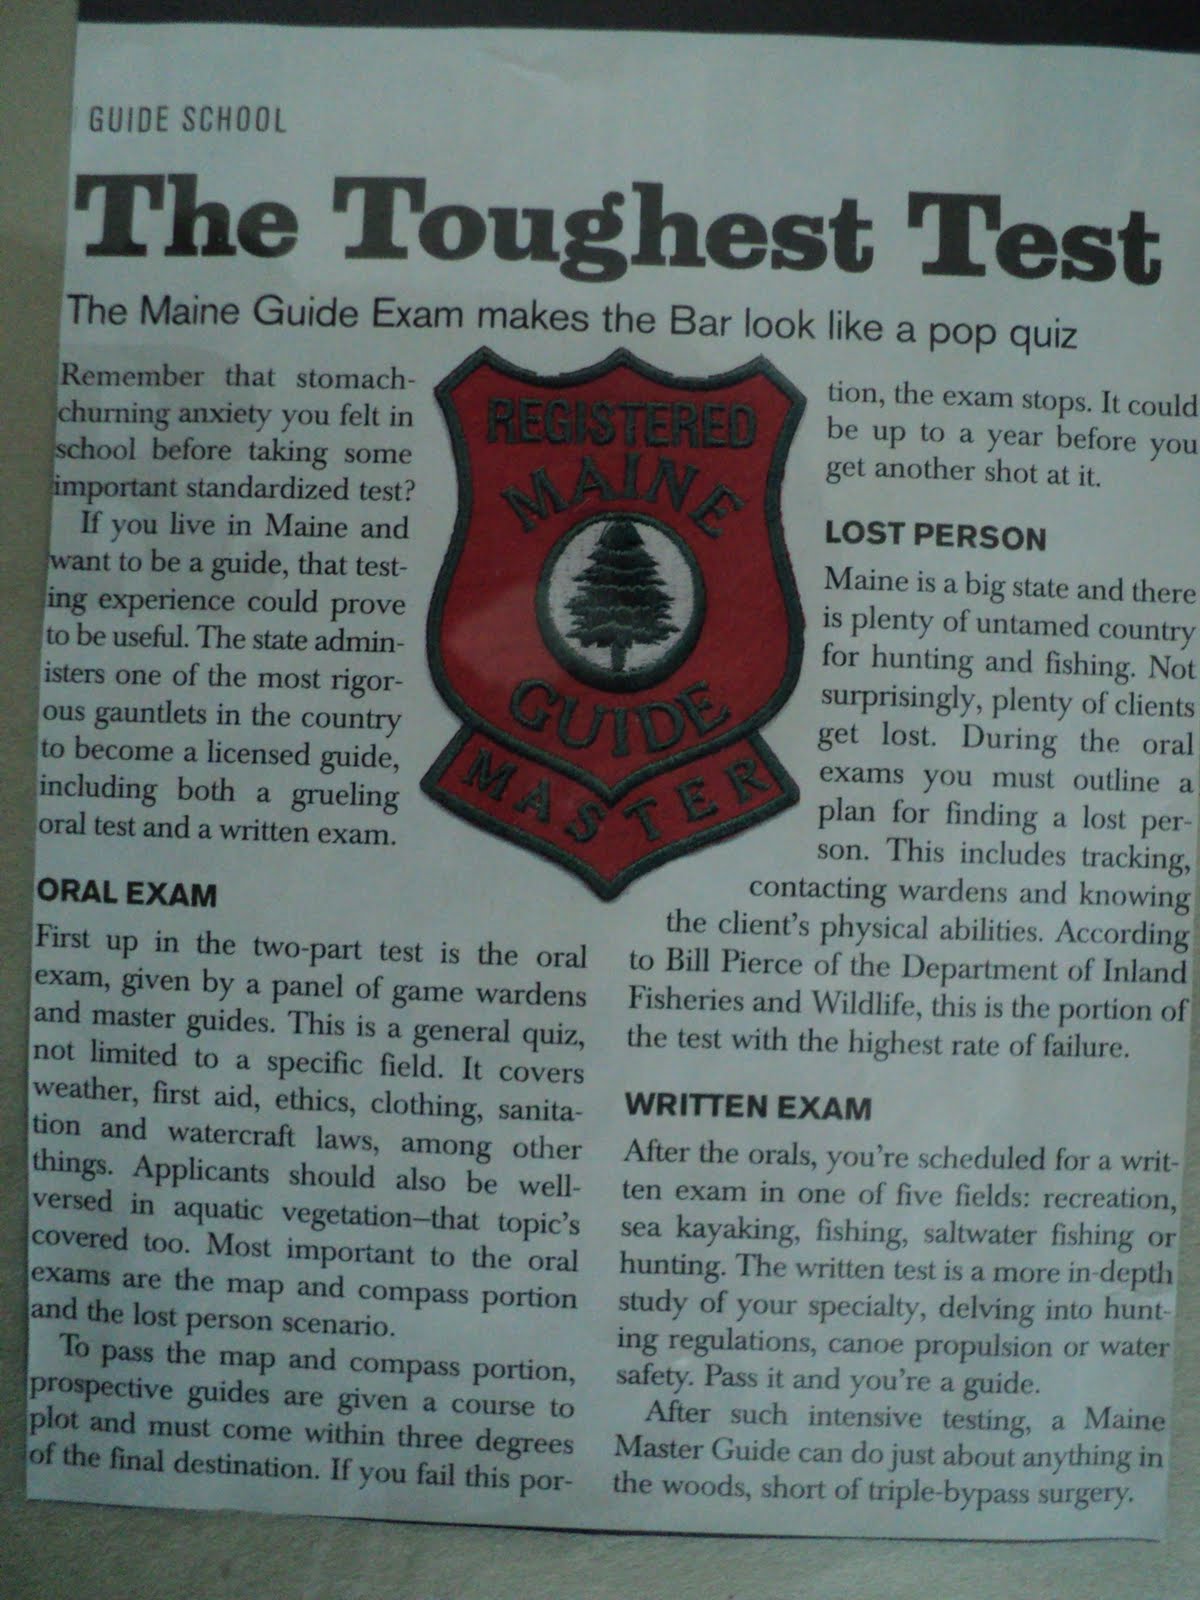 GUIDE SCHOOL
The Toughest Test
The Maine Guide Exam makes the Bar look like a pop quiz
Remember that stomach-
churning anxiety you felt in
school before taking some
important standardized test?
If you live in Maine and
want to be a guide, that test-
ing experience could prove
to be useful. The state admin-
isters one of the most rigor-
ous gauntlets in the country
to become a licensed guide,
including both a grueling
oral test and a written exam.
ORAL EXAM
First up in the two-part test is the oral
exam, given by a panel of game wardens
and master guides. This is a general quiz,
not limited to a specific field. It covers
weather, first aid, ethics, clothing, sanita-
tion and watercraft laws, among other
things. Applicants should also be well-
versed in aquatic vegetation–that topic's
covered too. Most important to the oral
exams are the map and compass portion
and the lost person scenario.
To pass the map and compass portion,
prospective guides are given a course to
plot and must come within three degrees
of the final destination. If you fail this por-
REGISTERED
MAINE
GUIDE
MASTER
tion, the exam stops. It could
be up to a year before you
get another shot at it.
LOST PERSON
Maine is a big state and there
is plenty of untamed country
for hunting and fishing. Not
surprisingly, plenty of clients
get lost. During the oral
exams you must outline a
plan for finding a lost per-
son. This includes tracking,
contacting wardens and knowing
the client's physical abilities. According
to Bill Pierce of the Department of Inland
Fisheries and Wildlife, this is the portion of
the test with the highest rate of failure.
WRITTEN EXAM
After the orals, you're scheduled for a writ-
ten exam in one of five fields: recreation,
sea kayaking, fishing, saltwater fishing or
hunting. The written test is a more in-depth
study of your specialty, delving into hunt-
ing regulations, canoe propulsion or water
safety. Pass it and you're a guide.
After such intensive testing, a Maine
Master Guide can do just about anything in
the woods, short of triple-bypass surgery.